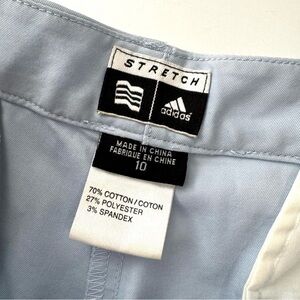 STRETCH
adidas
MADE IN CHINA
FABRIQUE EN CHINE
10
70% COTTON / COTON
27% POLYESTER
3% SPANDEX